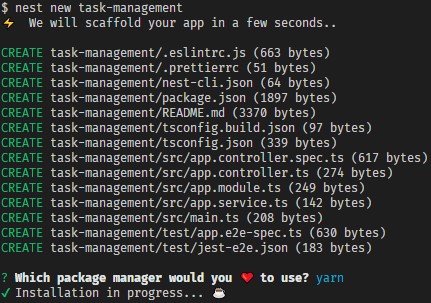 $ nest new task-management
⚡ We will scaffold your app in a few seconds..
CREATE task-management/.eslintrc.js (663 bytes)
CREATE task-management/.prettierrc (51 bytes)
CREATE task-management/nest-cli.json (64 bytes)
CREATE task-management/package.json (1897 bytes)
CREATE task-management/README.md (3370 bytes)
CREATE task-management/tsconfig.build.json (97 bytes)
CREATE task-management/tsconfig.json (339 bytes)
CREATE task-management/src/app.controller.spec.ts (617 bytes)
CREATE task-management/src/app.controller.ts (274 bytes)
CREATE task-management/src/app.module.ts (249 bytes)
CREATE task-management/src/app.service.ts (142 bytes)
CREATE task-management/src/main.ts (208 bytes)
CREATE task-management/test/app.e2e-spec.ts (630 bytes)
CREATE task-management/test/jest-e2e.json (183 bytes)
? Which package manager would you ❤️ to use? yarn
✓ Installation in progress... ☕